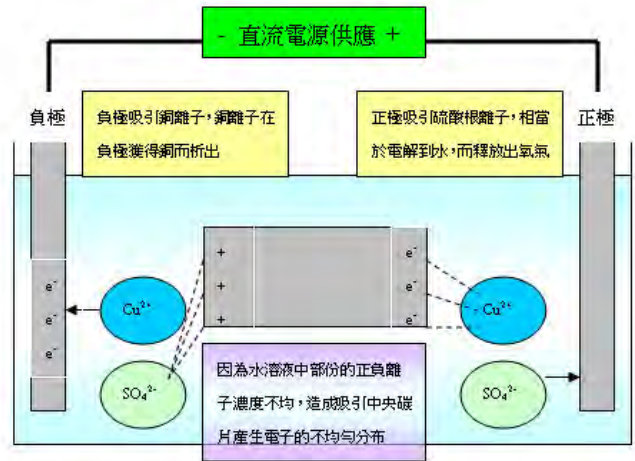 - 直流電源供應 +
負極
負極吸引銅離子，銅離子在
負極獲得銅而析出
正極吸引硫酸根離子，相當
於電解到水，而釋放出氧氣
正極
+
+
+
e⁻
e⁻
e⁻
e⁻
e⁻
e⁻
Cu²⁺
Cu²⁺
SO₄²⁻
SO₄²⁻
因為水溶液中部份的正負離
子濃度不均，造成吸引中央碳
片產生電子的不均勻分布